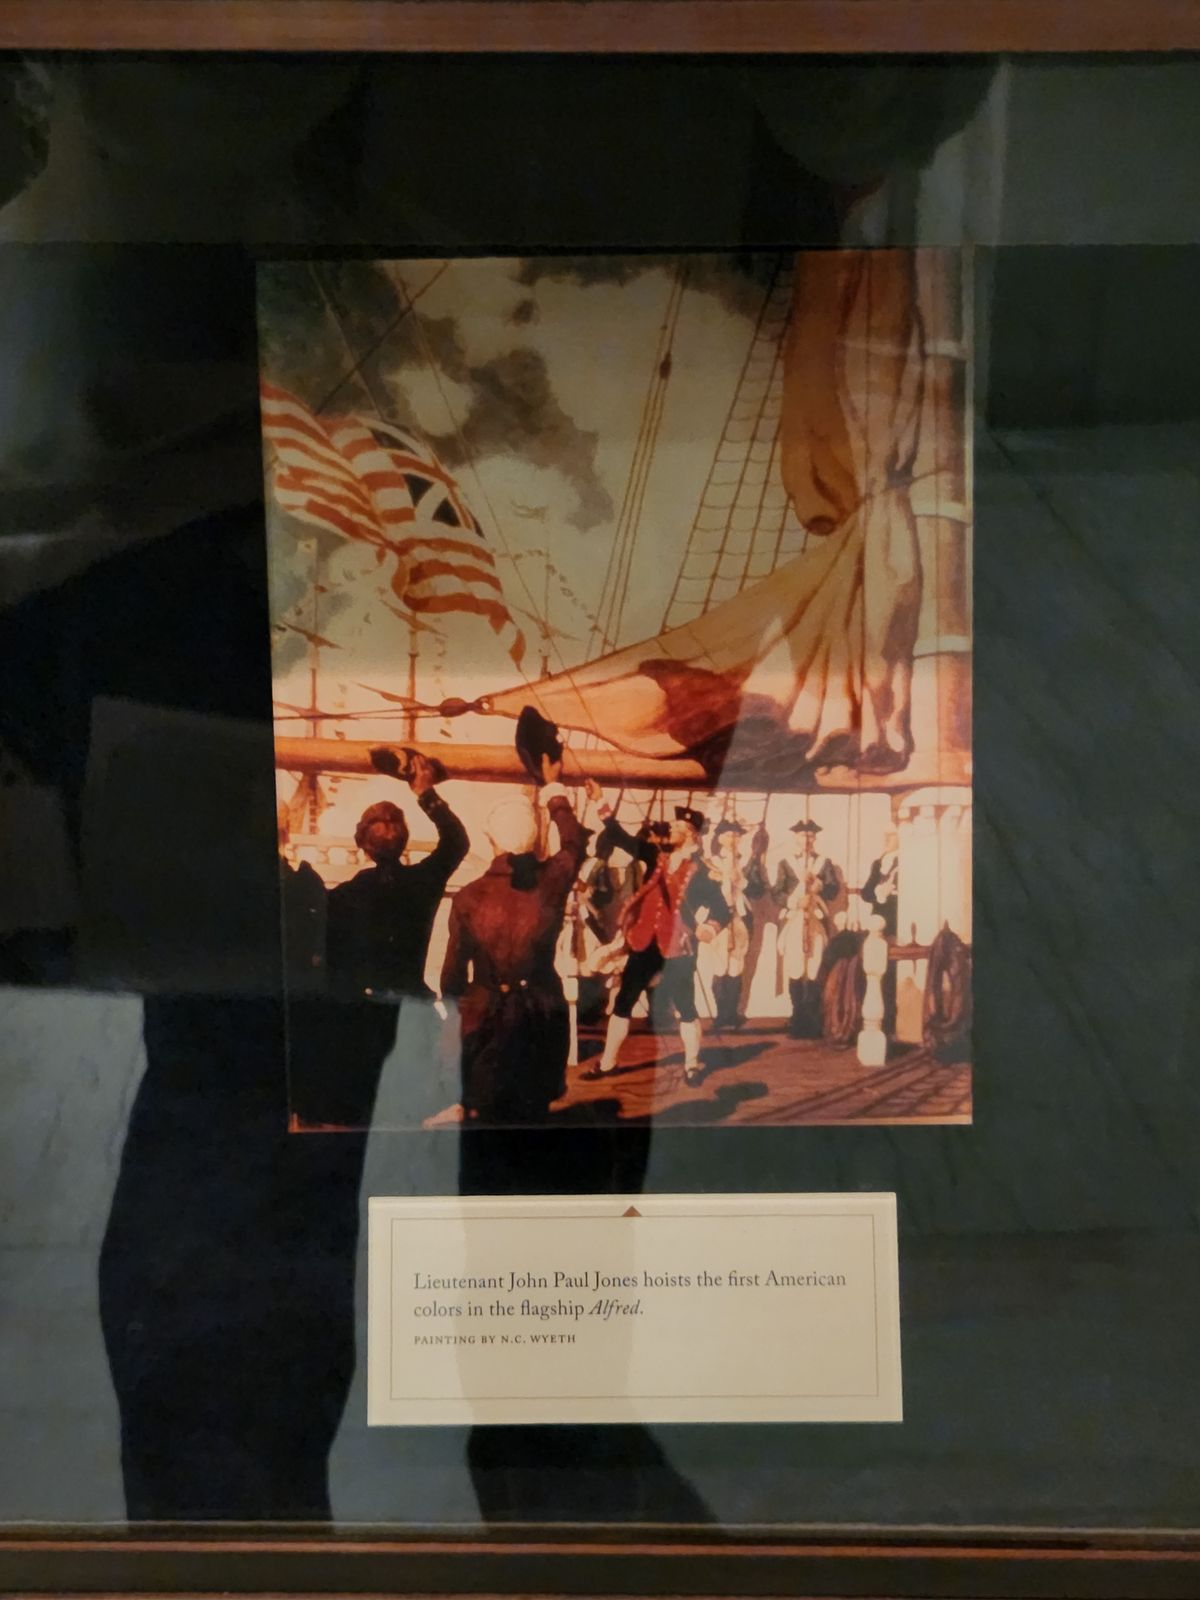 Lieutenant John Paul Jones hoists the first American
colors in the flagship Alfred.
PAINTING BY N.C. WYETH